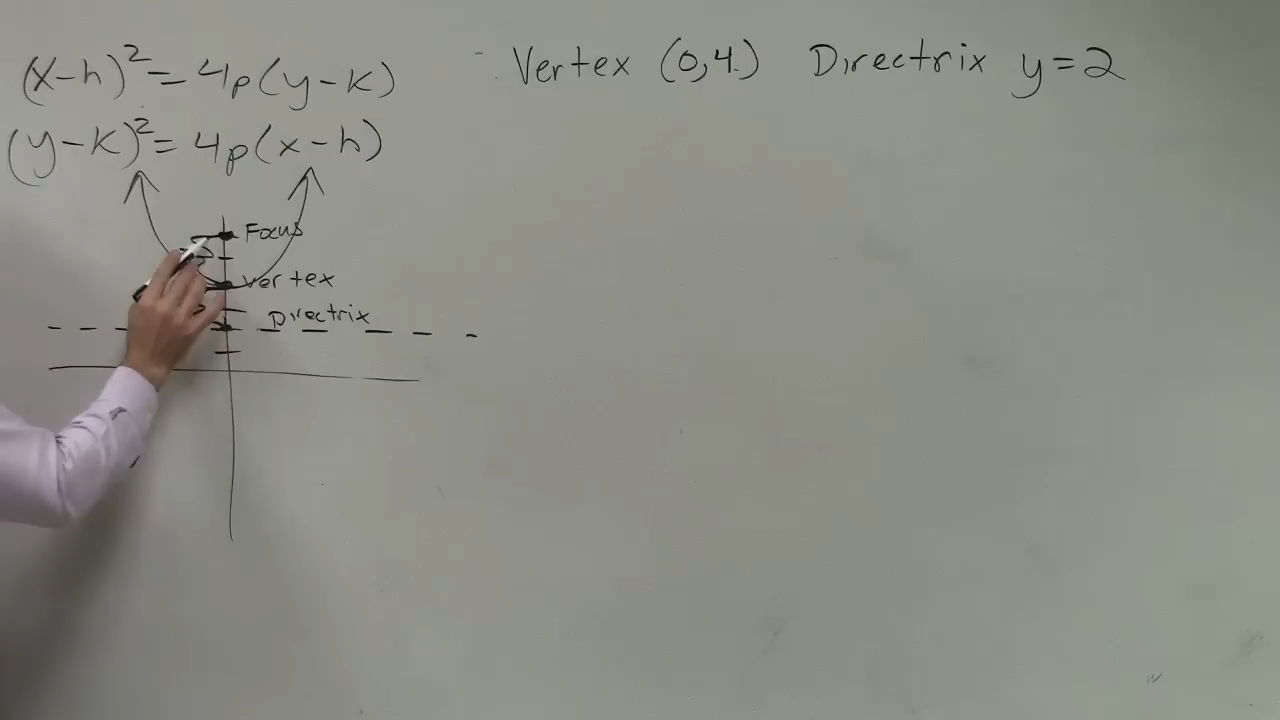 (x-h)²=4p(y-k)
Vertex (0,4) Directrix y=2
(y-k)²=4p(x-h)
Focus
Vertex
Directrix